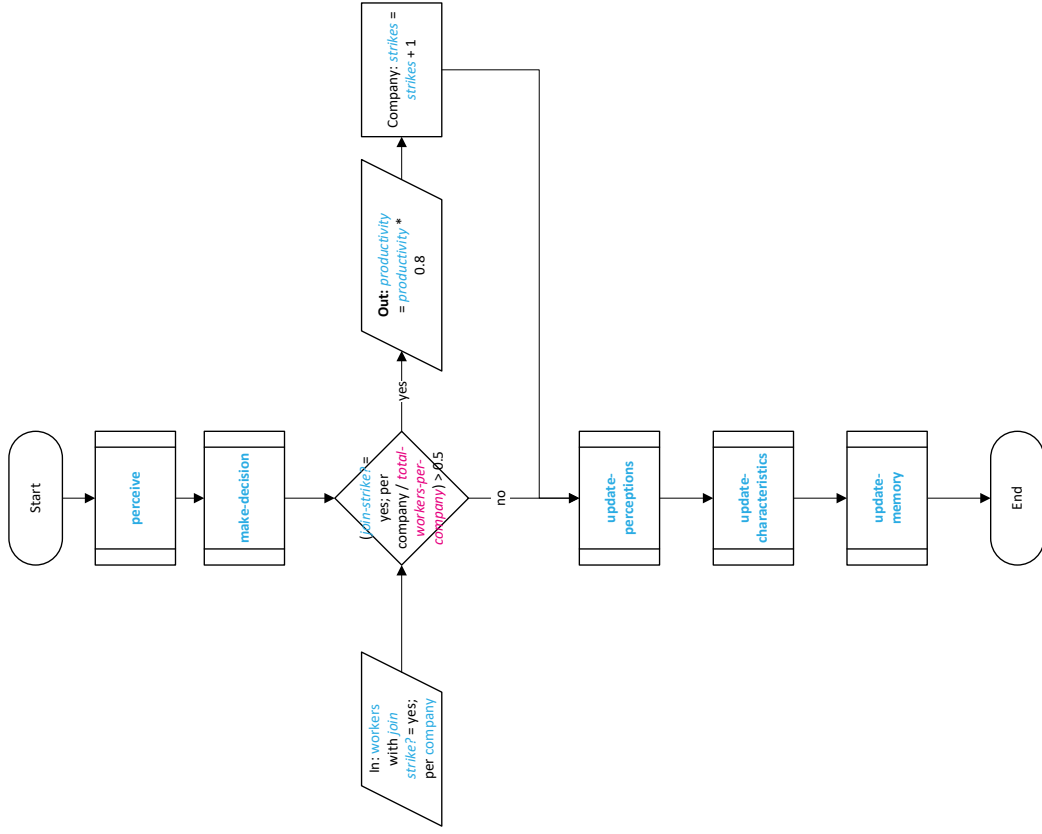 Start
perceive
make-decision
In: workers
with join
strike? = yes;
per company
(join-strike? =
yes; per
company / total-
workers-per-
company) > 0.5
yes
Out: productivity
= productivity *
0.8
Company: strikes =
strikes + 1
no
update-
perceptions
update-
characteristics
update-
memory
End